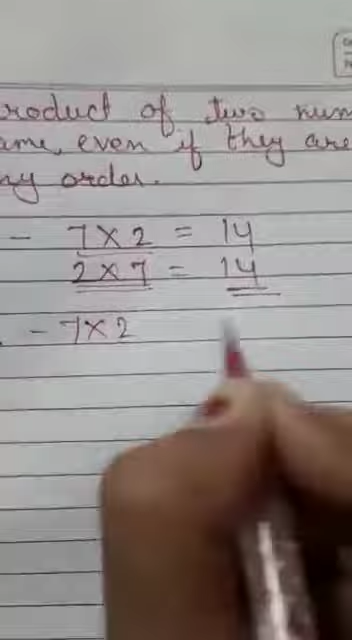 roduct of two num
ame, even if they are
ny order.
- 7 × 2 = 14
2 × 7 = 14
- 7 × 2